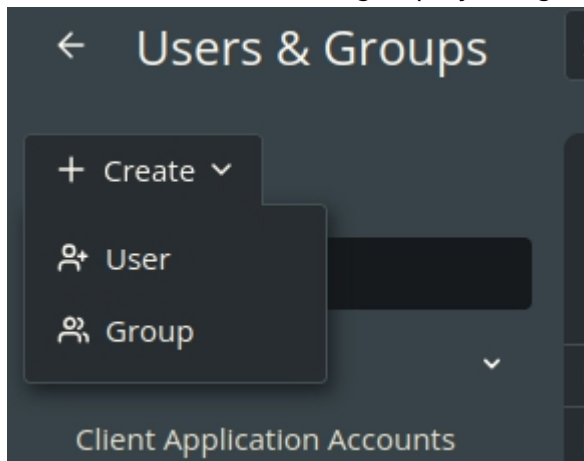 Users & Groups
Create
User
Group
Client Application Accounts